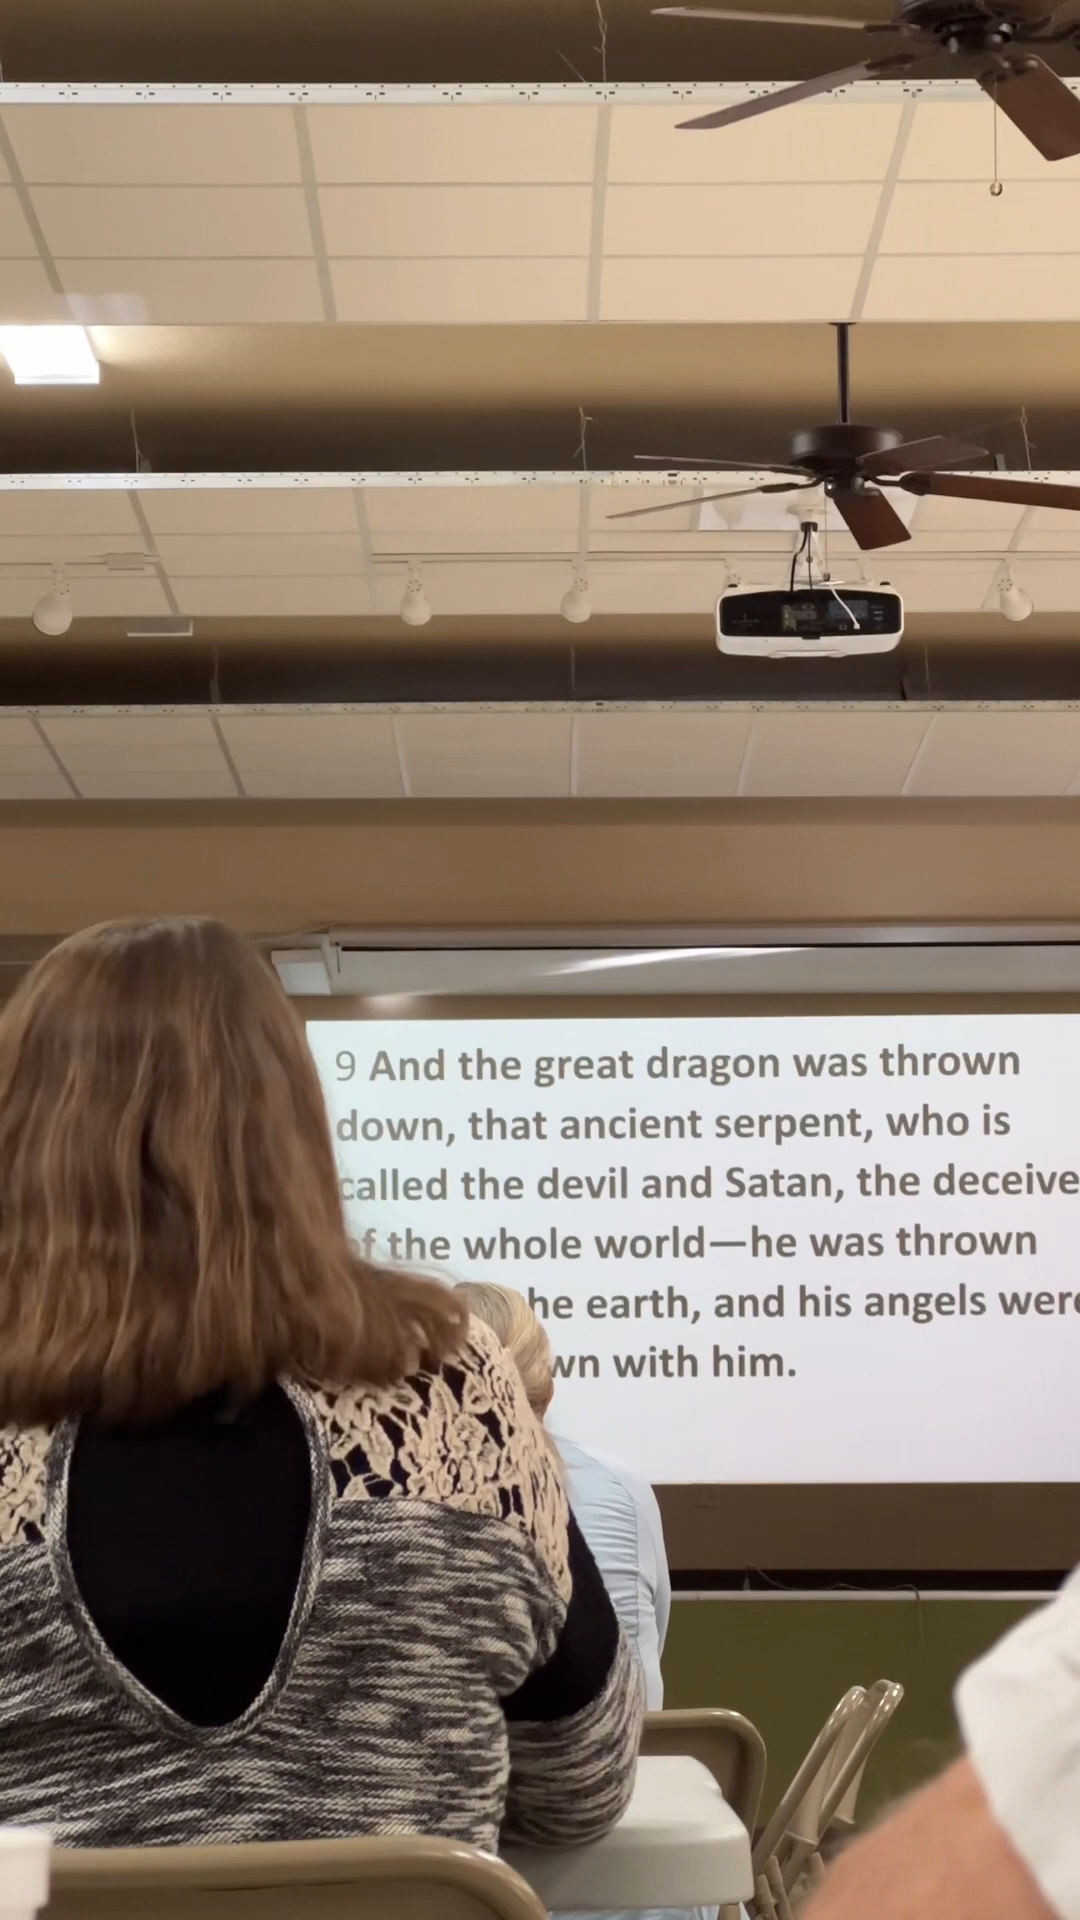 9 And the great dragon was thrown
down, that ancient serpent, who is
called the devil and Satan, the deceive
of the whole world—he was thrown
he earth, and his angels were
wn with him.